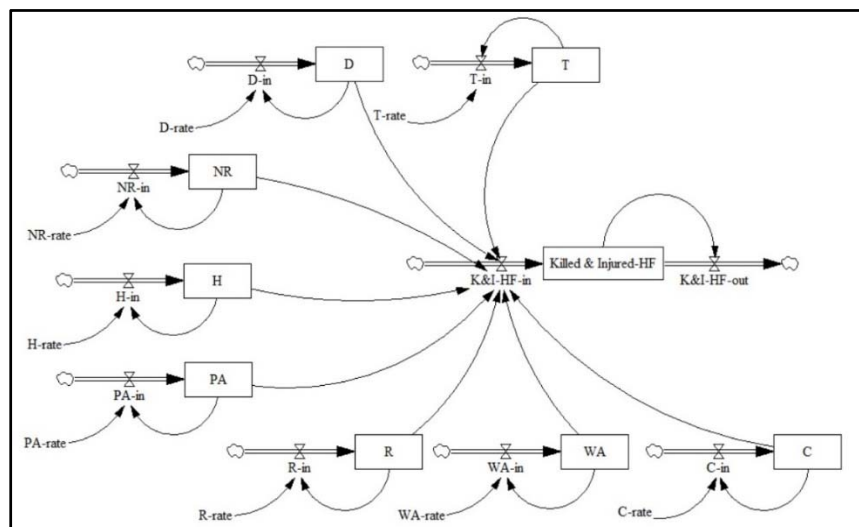 D
D-in
D-rate
T
T-in
T-rate
NR
NR-in
NR-rate
Killed & Injured-HF
K&I-HF-in
K&I-HF-out
H
H-in
H-rate
PA
PA-in
PA-rate
R
R-in
R-rate
WA
WA-in
WA-rate
C
C-in
C-rate